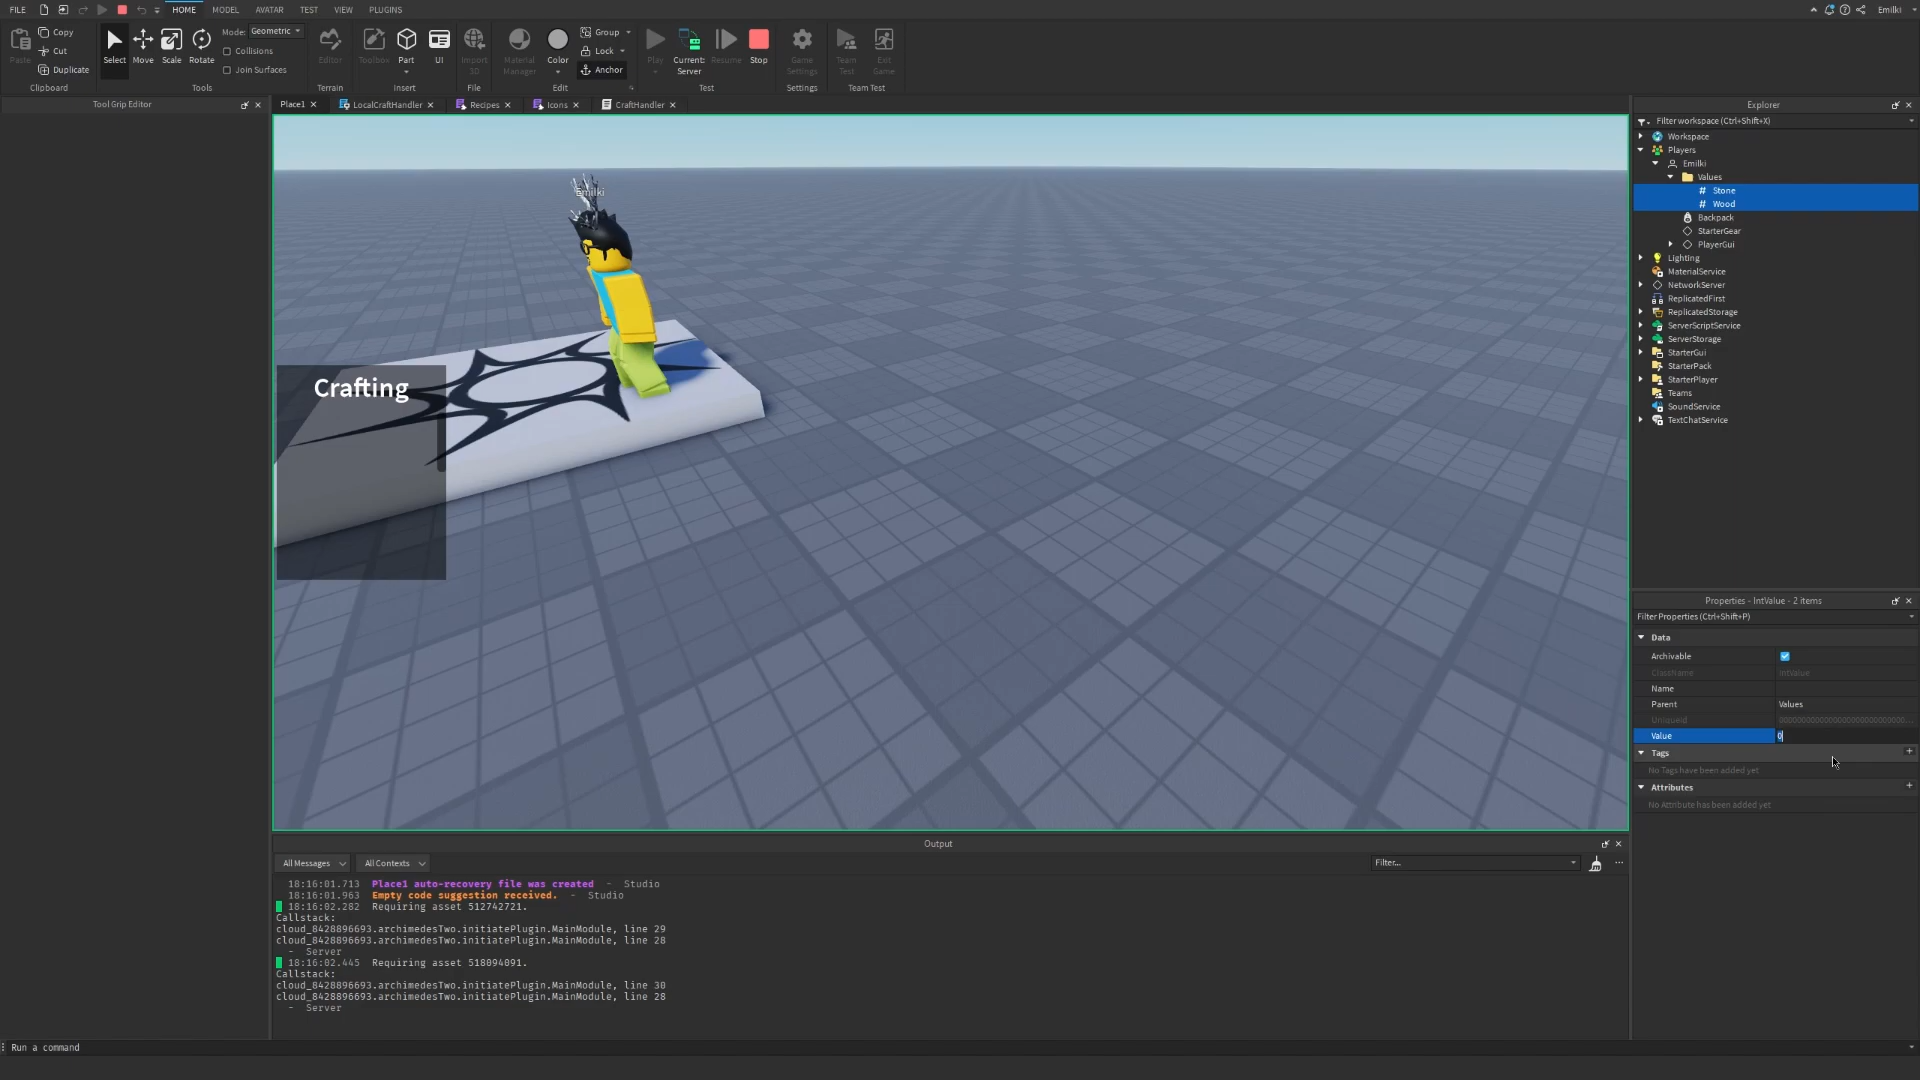 FILE HOME MODEL AVATAR TEST VIEW PLUGINS Emilki
Paste Copy Cut Duplicate Select Move Scale Rotate Mode: Geometric Collisions Join Surfaces Editor Toolbox Part UI Import 3D Material Manager Color Group Lock Anchor Play Current: Server Resume Stop Game Settings Team Test Exit Game
Clipboard Tools Terrain Insert File Edit Test Settings Team Test
Tool Grip Editor
Place1 LocalCraftHandler Recipes Icons CraftHandler
Emilki
Crafting
Explorer
Filter workspace (Ctrl+Shift+X)
Workspace
Players
Emilki
Values
# Stone
# Wood
Backpack
StarterGear
PlayerGui
Lighting
MaterialService
NetworkServer
ReplicatedFirst
ReplicatedStorage
ServerScriptService
ServerStorage
StarterGui
StarterPack
StarterPlayer
Teams
SoundService
TextChatService
Properties - IntValue - 2 items
Filter Properties (Ctrl+Shift+P)
Data
Archivable
ClassName IntValue
Name
Parent Values
UniqueId
Value 0
Tags
No Tags have been added yet
Attributes
No Attribute has been added yet
Output
All Messages All Contexts Filter...
18:16:01.713 Place1 auto-recovery file was created - Studio
18:16:01.963 Empty code suggestion received. - Studio
18:16:02.282 Requiring asset 512742721.
Callstack:
cloud_8428896693.archimedesTwo.initiatePlugin.MainModule, line 29
cloud_8428896693.archimedesTwo.initiatePlugin.MainModule, line 28
- Server
18:16:02.445 Requiring asset 518094091.
Callstack:
cloud_8428896693.archimedesTwo.initiatePlugin.MainModule, line 30
cloud_8428896693.archimedesTwo.initiatePlugin.MainModule, line 28
- Server
Run a command